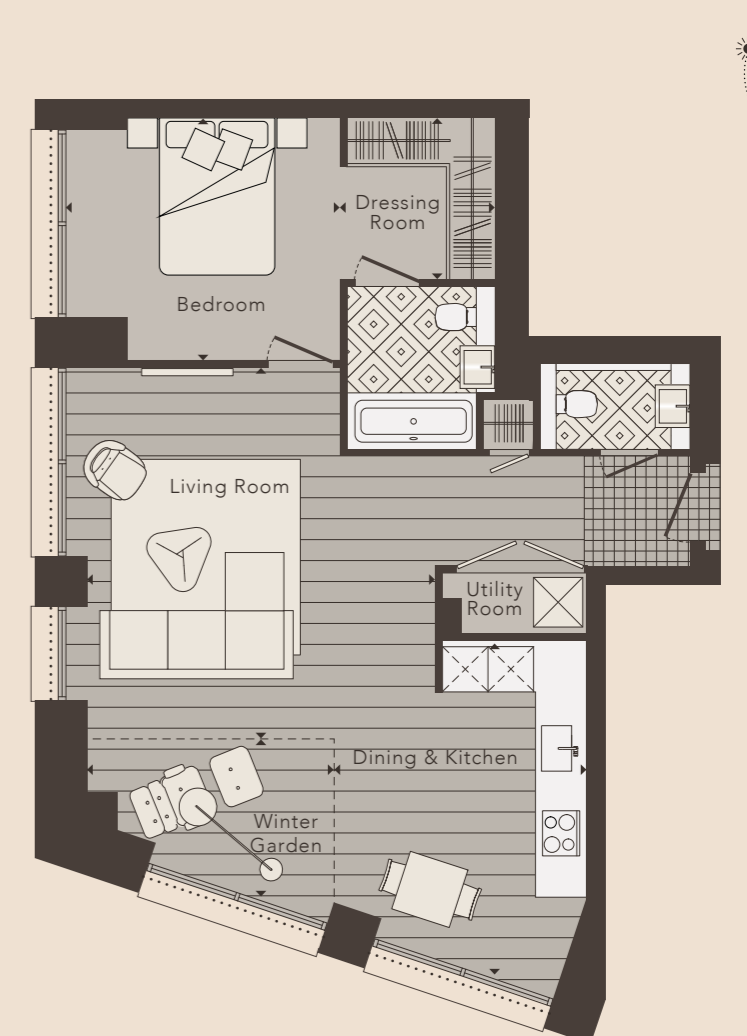 Dressing
Room
Bedroom
Living Room
Utility
Room
Dining & Kitchen
Winter
Garden